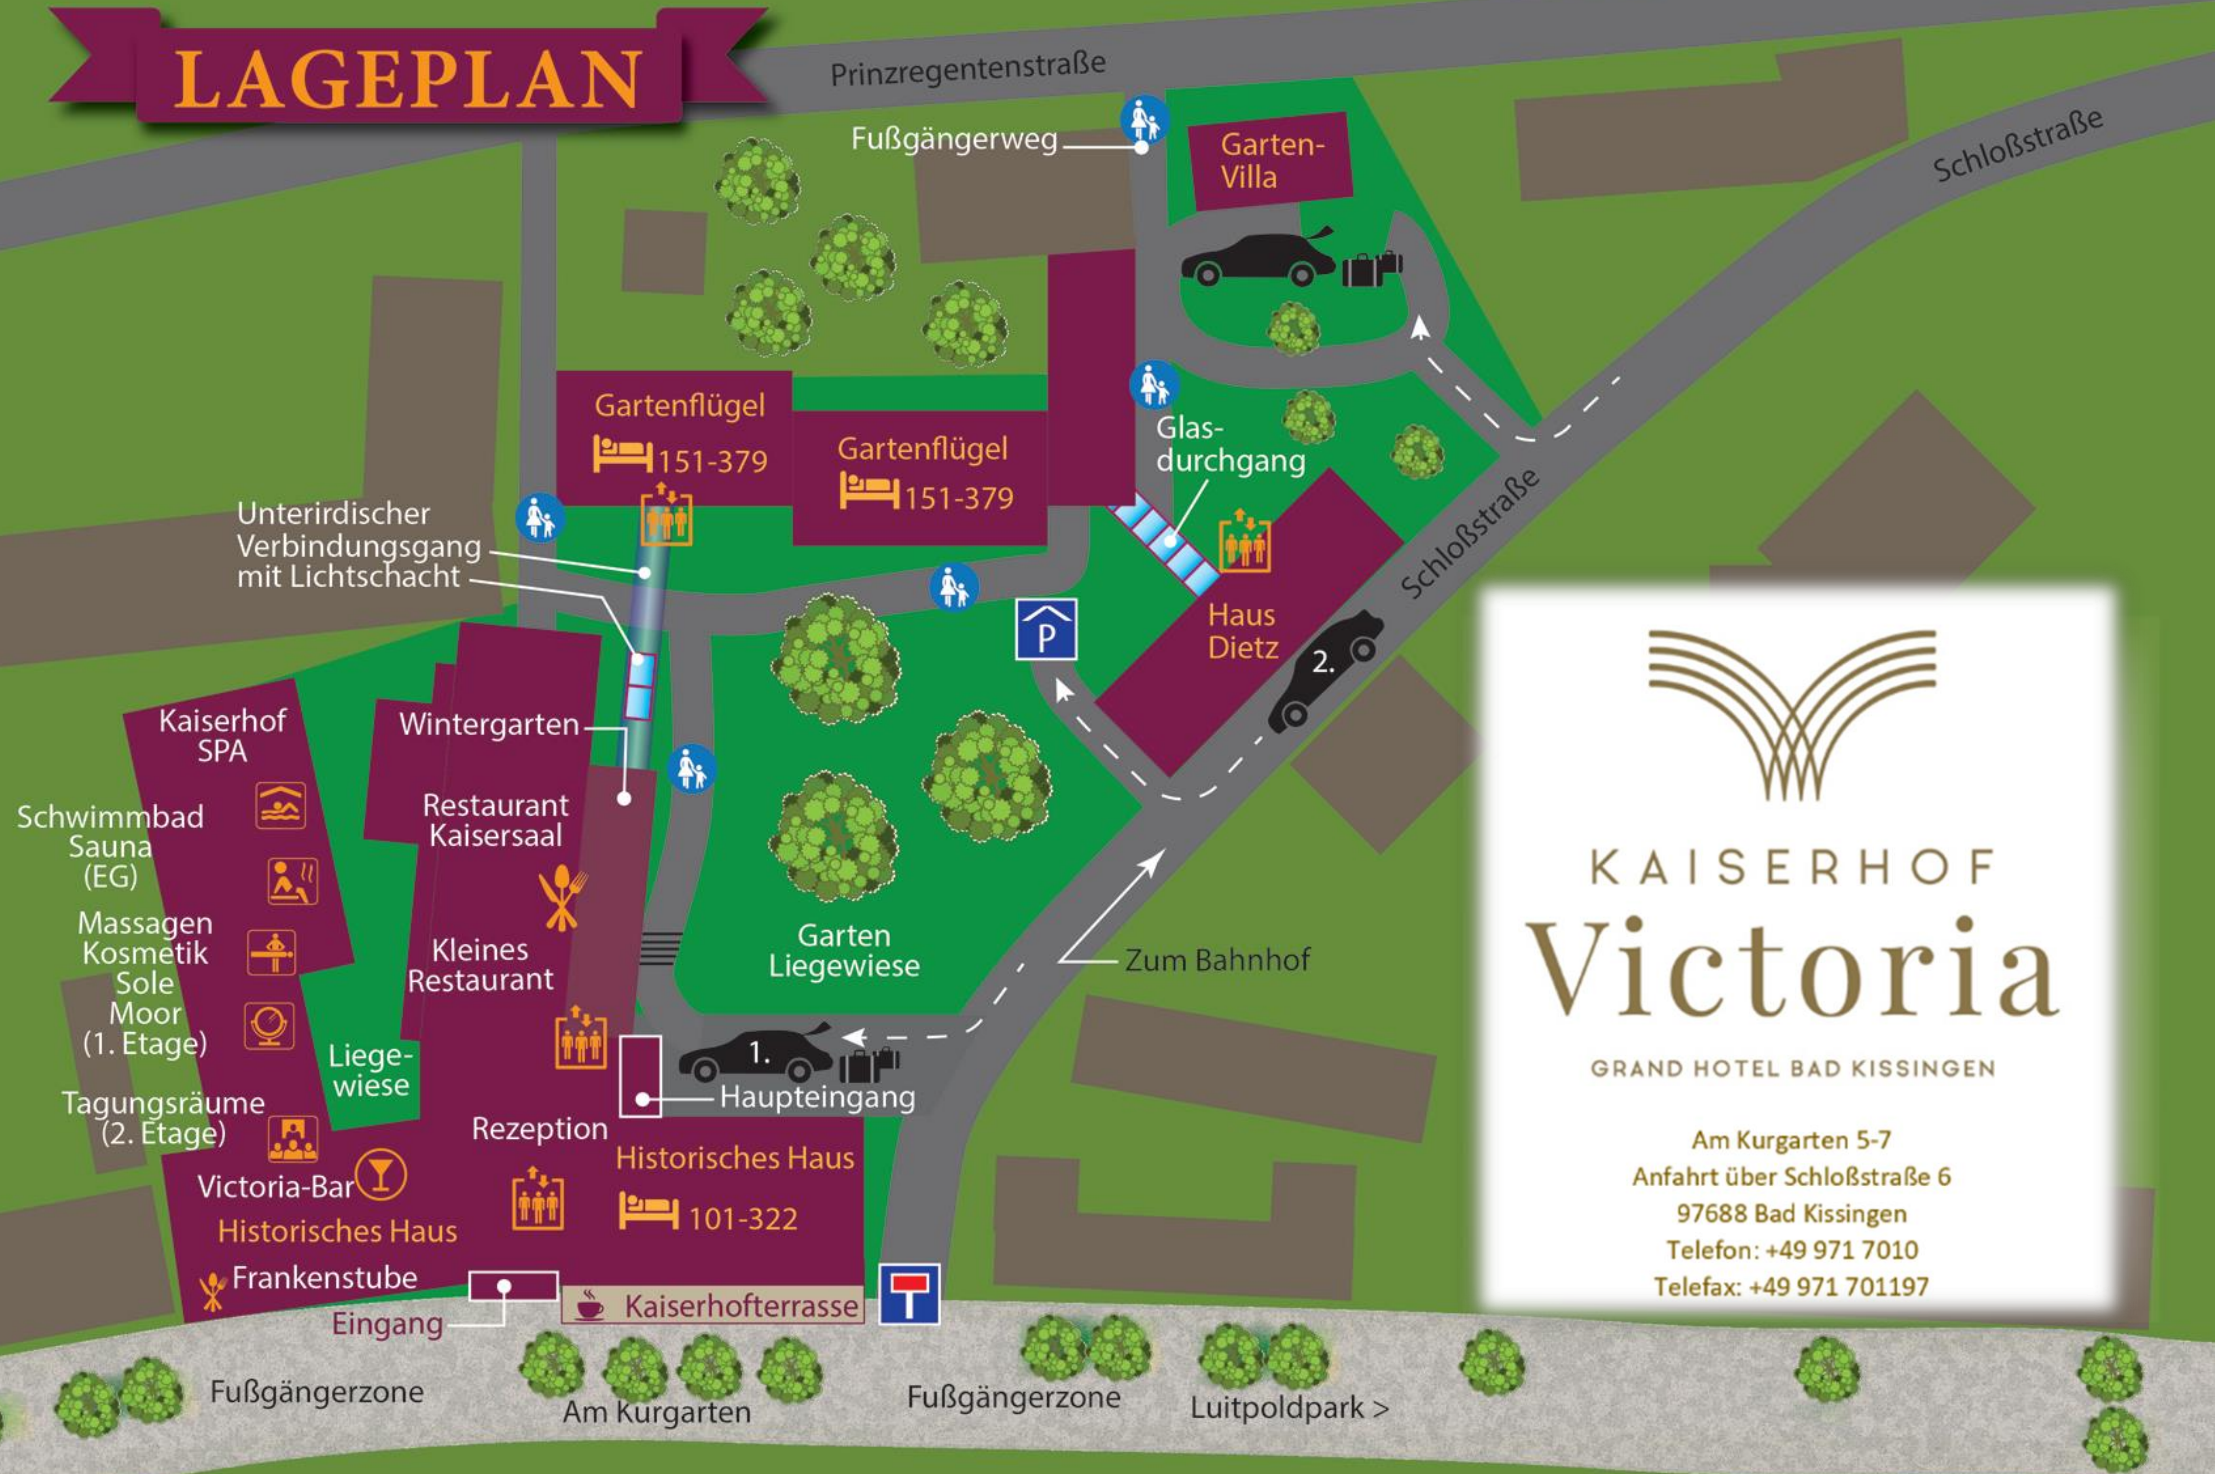 LAGEPLAN
Prinzregentenstraße
Fußgängerweg
Garten-
Villa
Schloßstraße
Gartenflügel
151-379
Gartenflügel
151-379
Glas-
durchgang
Schloßstraße
Unterirdischer
Verbindungsgang
mit Lichtschacht
P
Haus
Dietz
2.
Kaiserhof
SPA
Wintergarten
Schwimmbad
Sauna
(EG)
Restaurant
Kaisersaal
Massagen
Kosmetik
Sole
Moor
(1. Etage)
Kleines
Restaurant
Garten
Liegewiese
Zum Bahnhof
Liege-
wiese
1.
Haupteingang
Tagungsräume
(2. Etage)
Rezeption
Victoria-Bar
Historisches Haus
Historisches Haus
101-322
Frankenstube
Eingang
Kaiserhofterrasse
Fußgängerzone
Am Kurgarten
Fußgängerzone
Luitpoldpark >
KAISERHOF
Victoria
GRAND HOTEL BAD KISSINGEN
Am Kurgarten 5-7
Anfahrt über Schloßstraße 6
97688 Bad Kissingen
Telefon: +49 971 7010
Telefax: +49 971 701197